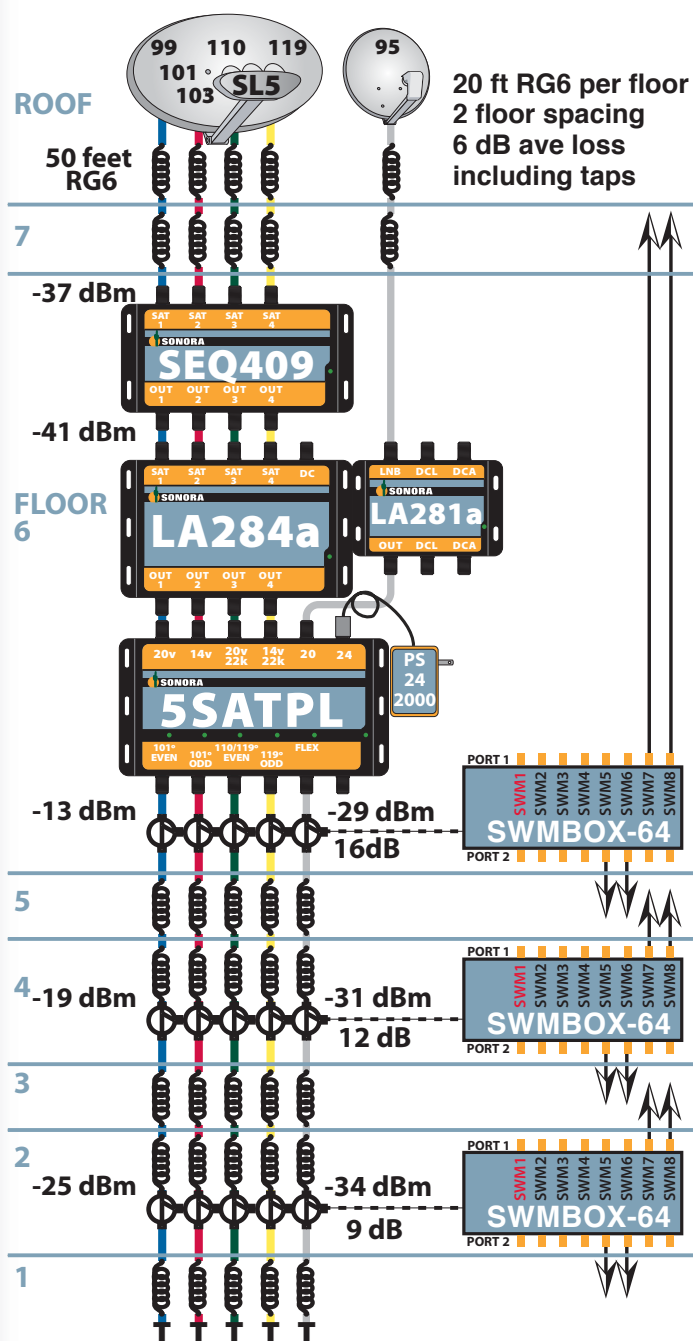 99 110 119
101
103 SL5
95
20 ft RG6 per floor
2 floor spacing
6 dB ave loss
including taps
ROOF
50 feet
RG6
7
-37 dBm
SAT 1 SAT 2 SAT 3 SAT 4
SONORA
SEQ409
OUT 1 OUT 2 OUT 3 OUT 4
-41 dBm
SAT 1 SAT 2 SAT 3 SAT 4 DC
SONORA
LA284a
OUT 1 OUT 2 OUT 3 OUT 4
LNB DCL DCA
SONORA
LA281a
OUT DCL DCA
FLOOR
6
20v 14v 20v 22k 14v 22k 20 24
SONORA
5SATPL
101º EVEN 101º ODD 110/119º EVEN 119º ODD FLEX
PS
24
2000
-13 dBm
-29 dBm
16dB
PORT 1
SWM1 SWM2 SWM3 SWM4 SWM5 SWM6 SWM7 SWM8
SWMBOX-64
PORT 2
5
4
-19 dBm
-31 dBm
12 dB
PORT 1
SWM1 SWM2 SWM3 SWM4 SWM5 SWM6 SWM7 SWM8
SWMBOX-64
PORT 2
3
2
-25 dBm
-34 dBm
9 dB
PORT 1
SWM1 SWM2 SWM3 SWM4 SWM5 SWM6 SWM7 SWM8
SWMBOX-64
PORT 2
1